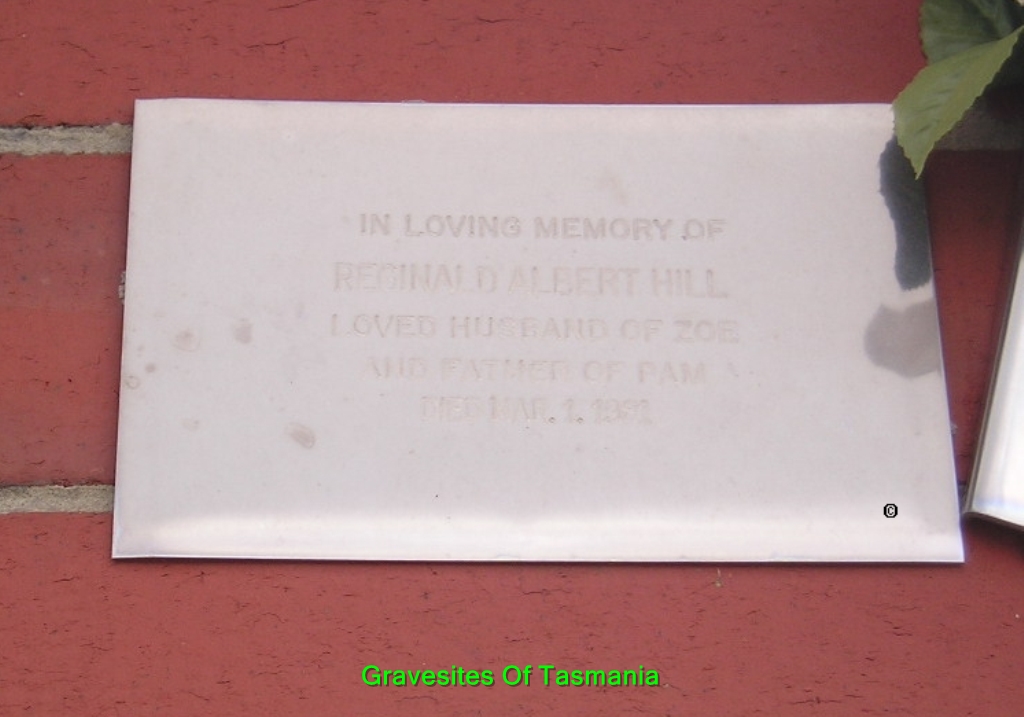 IN LOVING MEMORY OF
REGINALD ALBERT HILL
LOVED HUSBAND OF ZOE
AND FATHER OF PAM
DIED MAR. 1. 1991
©
Gravesites Of Tasmania